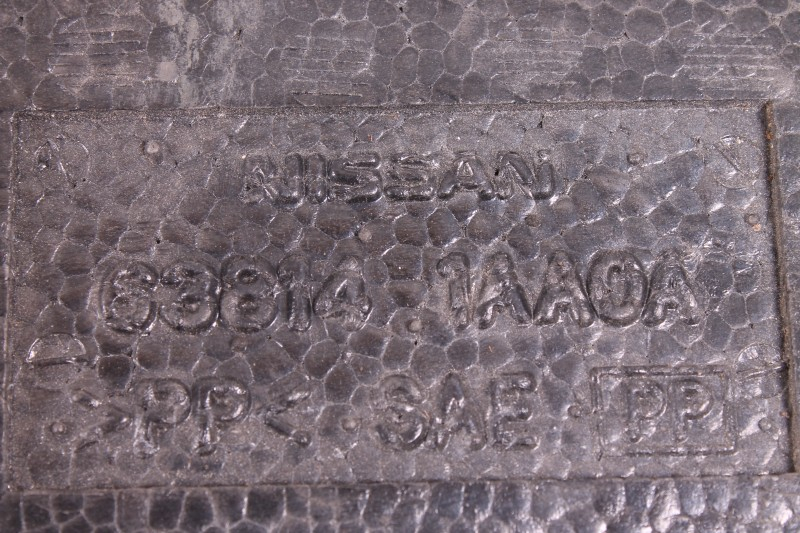 NISSAN
63814 1AA0A
>PP< SAE PP